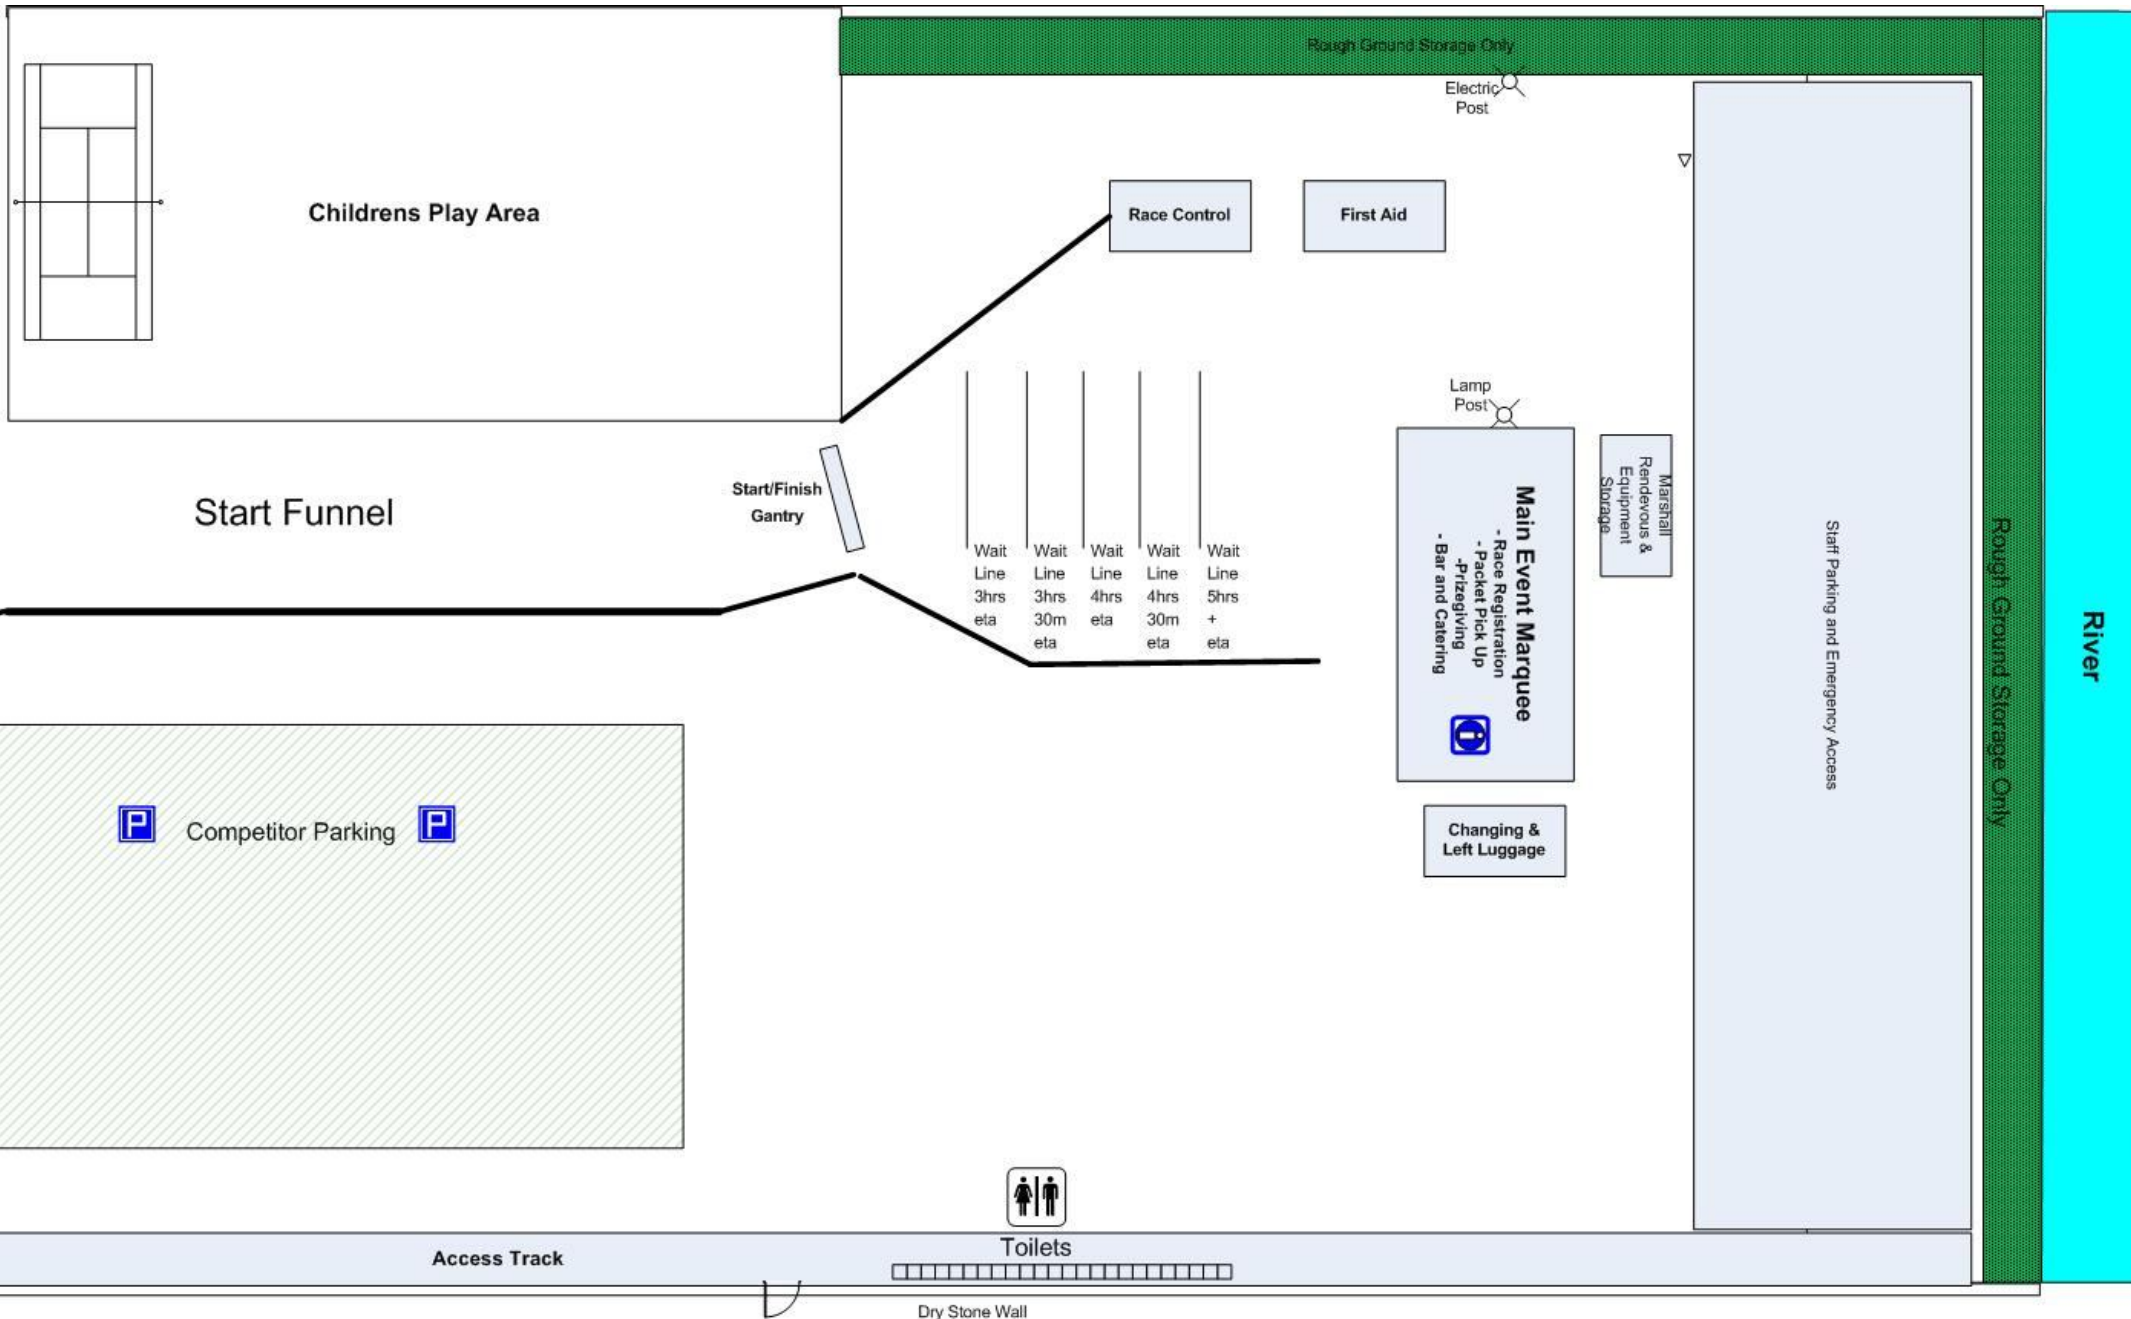 Rough Ground Storage Only
Electric
Post
Childrens Play Area
Race Control
First Aid
Lamp
Post
Start/Finish
Gantry
Start Funnel
Wait
Line
3hrs
eta
Wait
Line
3hrs
30m
eta
Wait
Line
4hrs
eta
Wait
Line
4hrs
30m
eta
Wait
Line
5hrs
+
eta
Main Event Marquee
- Race Registration
- Packet Pick Up
-Prizegiving
- Bar and Catering
i
Marshall
Rendevous &
Equipment
Storage
Staff Parking and Emergency Access
Rough Ground Storage Only
River
P
Competitor Parking
P
Changing &
Left Luggage
Toilets
Access Track
Dry Stone Wall